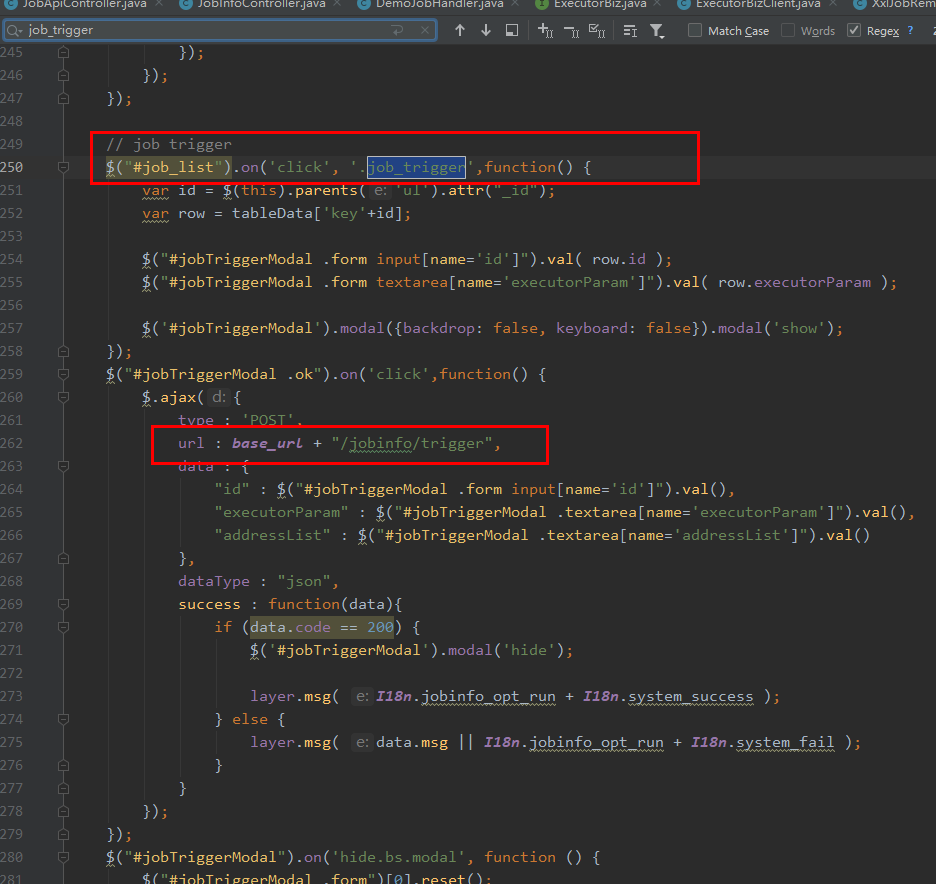 JobApiController.java JobInfoController.java DemoJobHandler.java ExecutorBiz.java ExecutorBizClient.java XxlJobRem
job_trigger Match Case Words Regex ?
245 });
246 });
247 });
248
249 // job trigger
250 $("#job_list").on('click', '.job_trigger',function() {
251 var id = $(this).parents( e: 'ul').attr("_id");
252 var row = tableData['key'+id];
253
254 $("#jobTriggerModal .form input[name='id']").val( row.id );
255 $("#jobTriggerModal .form textarea[name='executorParam']").val( row.executorParam );
256
257 $('#jobTriggerModal').modal({backdrop: false, keyboard: false}).modal('show');
258 });
259 $("#jobTriggerModal .ok").on('click',function() {
260 $.ajax( d: {
261 type : 'POST',
262 url : base_url + "/jobinfo/trigger",
263 data : {
264 "id" : $("#jobTriggerModal .form input[name='id']").val(),
265 "executorParam" : $("#jobTriggerModal .textarea[name='executorParam']").val(),
266 "addressList" : $("#jobTriggerModal .textarea[name='addressList']").val()
267 },
268 dataType : "json",
269 success : function(data){
270 if (data.code == 200) {
271 $('#jobTriggerModal').modal('hide');
272
273 layer.msg( e: I18n.jobinfo_opt_run + I18n.system_success );
274 } else {
275 layer.msg( e: data.msg || I18n.jobinfo_opt_run + I18n.system_fail );
276 }
277 }
278 });
279 });
280 $("#jobTriggerModal").on('hide.bs.modal', function () {
281 $("#jobTriggerModal .form")[0].reset();